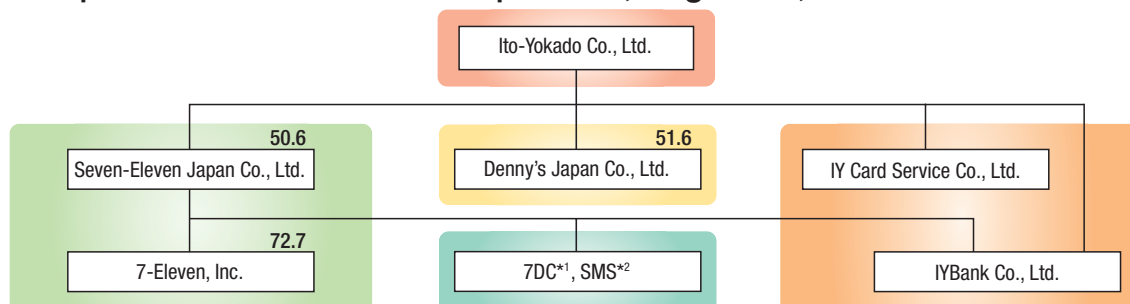 Ito-Yokado Co., Ltd.
50.6
51.6
Seven-Eleven Japan Co., Ltd.
Denny's Japan Co., Ltd.
IY Card Service Co., Ltd.
72.7
7-Eleven, Inc.
7DC*1, SMS*2
IYBank Co., Ltd.